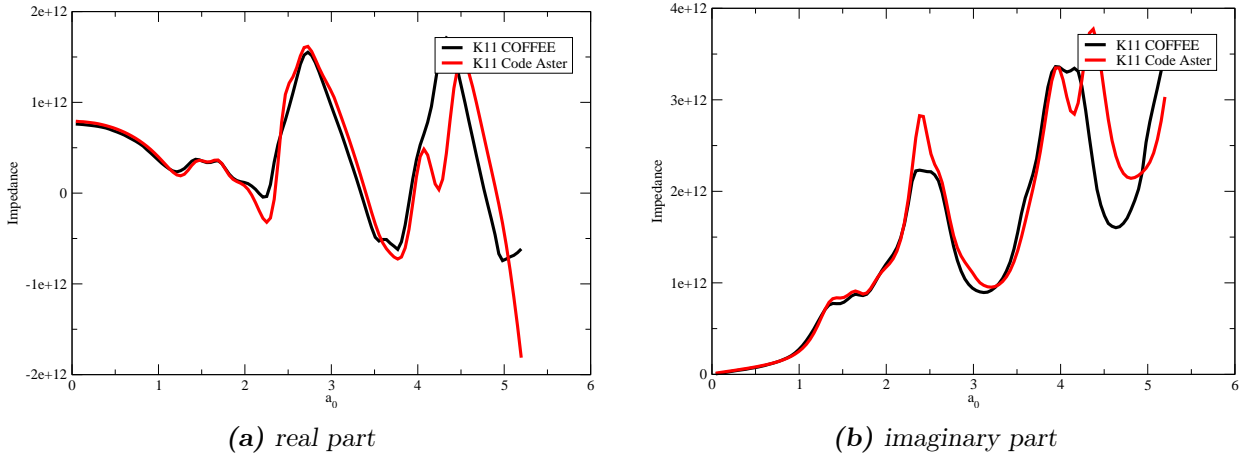 2e+12
1e+12
0
-1e+12
-2e+12
Impedance
K11 COFFEE
K11 Code Aster
0 1 2 3 4 5 6
a0
(a) real part
4e+12
3e+12
2e+12
1e+12
0
Impedance
K11 COFFEE
K11 Code Aster
0 1 2 3 4 5 6
a0
(b) imaginary part